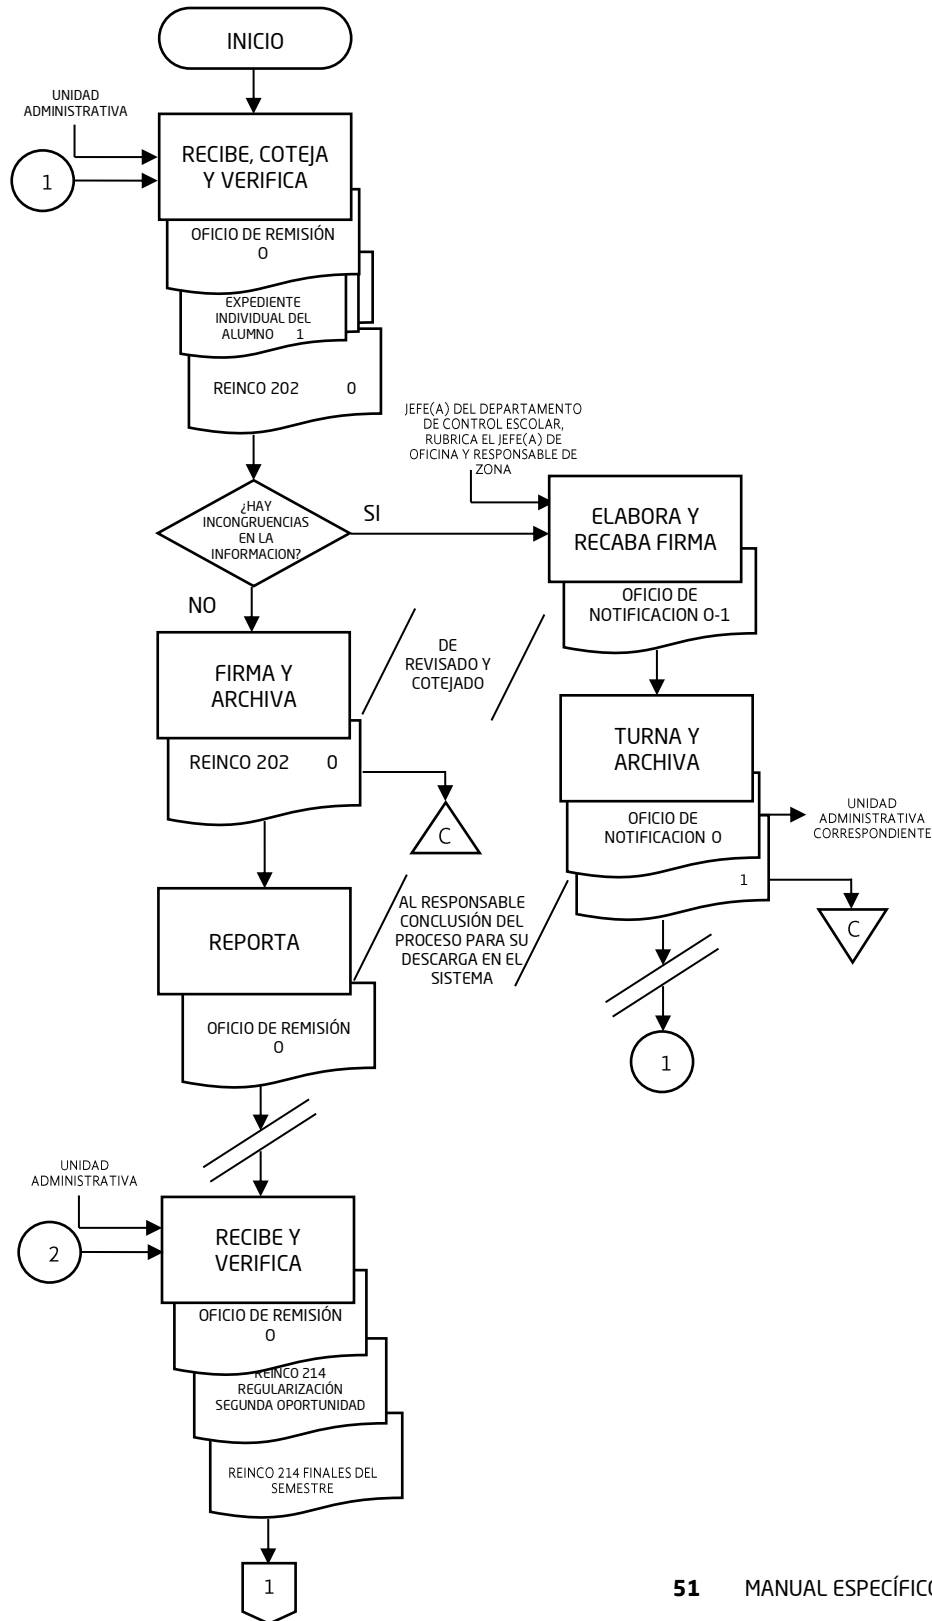 INICIO
UNIDAD
ADMINISTRATIVA
1
RECIBE, COTEJA
Y VERIFICA
OFICIO DE REMISIÓN
O
EXPEDIENTE
INDIVIDUAL DEL
ALUMNO 1
REINCO 202 O
¿HAY
INCONGRUENCIAS
EN LA
INFORMACION?
SI
NO
JEFE(A) DEL DEPARTAMENTO
DE CONTROL ESCOLAR,
RUBRICA EL JEFE(A) DE
OFICINA Y RESPONSABLE DE
ZONA
ELABORA Y
RECABA FIRMA
OFICIO DE
NOTIFICACION O-1
FIRMA Y
ARCHIVA
DE
REVISADO Y
COTEJADO
REINCO 202 O
C
TURNA Y
ARCHIVA
OFICIO DE
NOTIFICACION O
1
UNIDAD
ADMINISTRATIVA
CORRESPONDIENTE
C
1
REPORTA
AL RESPONSABLE
CONCLUSIÓN DEL
PROCESO PARA SU
DESCARGA EN EL
SISTEMA
OFICIO DE REMISIÓN
O
UNIDAD
ADMINISTRATIVA
2
RECIBE Y
VERIFICA
OFICIO DE REMISIÓN
O
REINCO 214
REGULARIZACIÓN
SEGUNDA OPORTUNIDAD
REINCO 214 FINALES DEL
SEMESTRE
1
51 MANUAL ESPECÍFICO